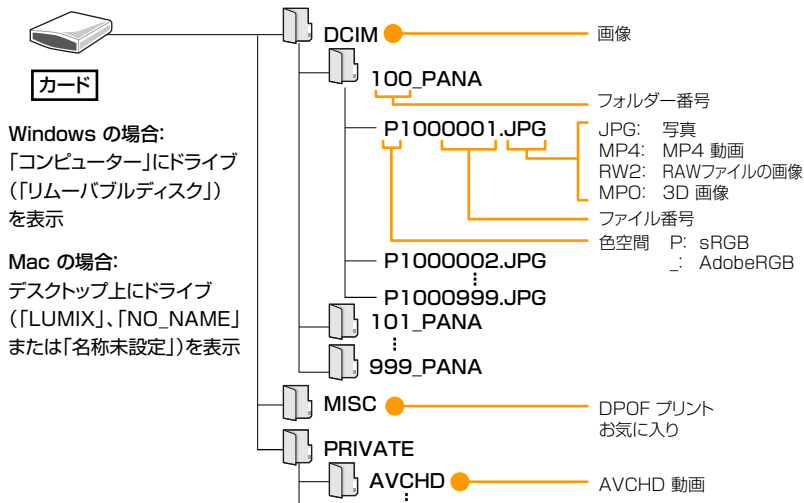 カード
Windows の場合:
「コンピューター」にドライブ
（「リムーバブルディスク」）
を表示
Mac の場合:
デスクトップ上にドライブ
（「LUMIX」、「NO_NAME」
または「名称未設定」）を表示
DCIM
画像
100_PANA
フォルダー番号
P1000001.JPG
JPG: 写真
MP4: MP4 動画
RW2: RAWファイルの画像
MPO: 3D 画像
ファイル番号
色空間 P: sRGB
_: AdobeRGB
P1000002.JPG
P1000999.JPG
101_PANA
999_PANA
MISC
DPOF プリント
お気に入り
PRIVATE
AVCHD
AVCHD 動画